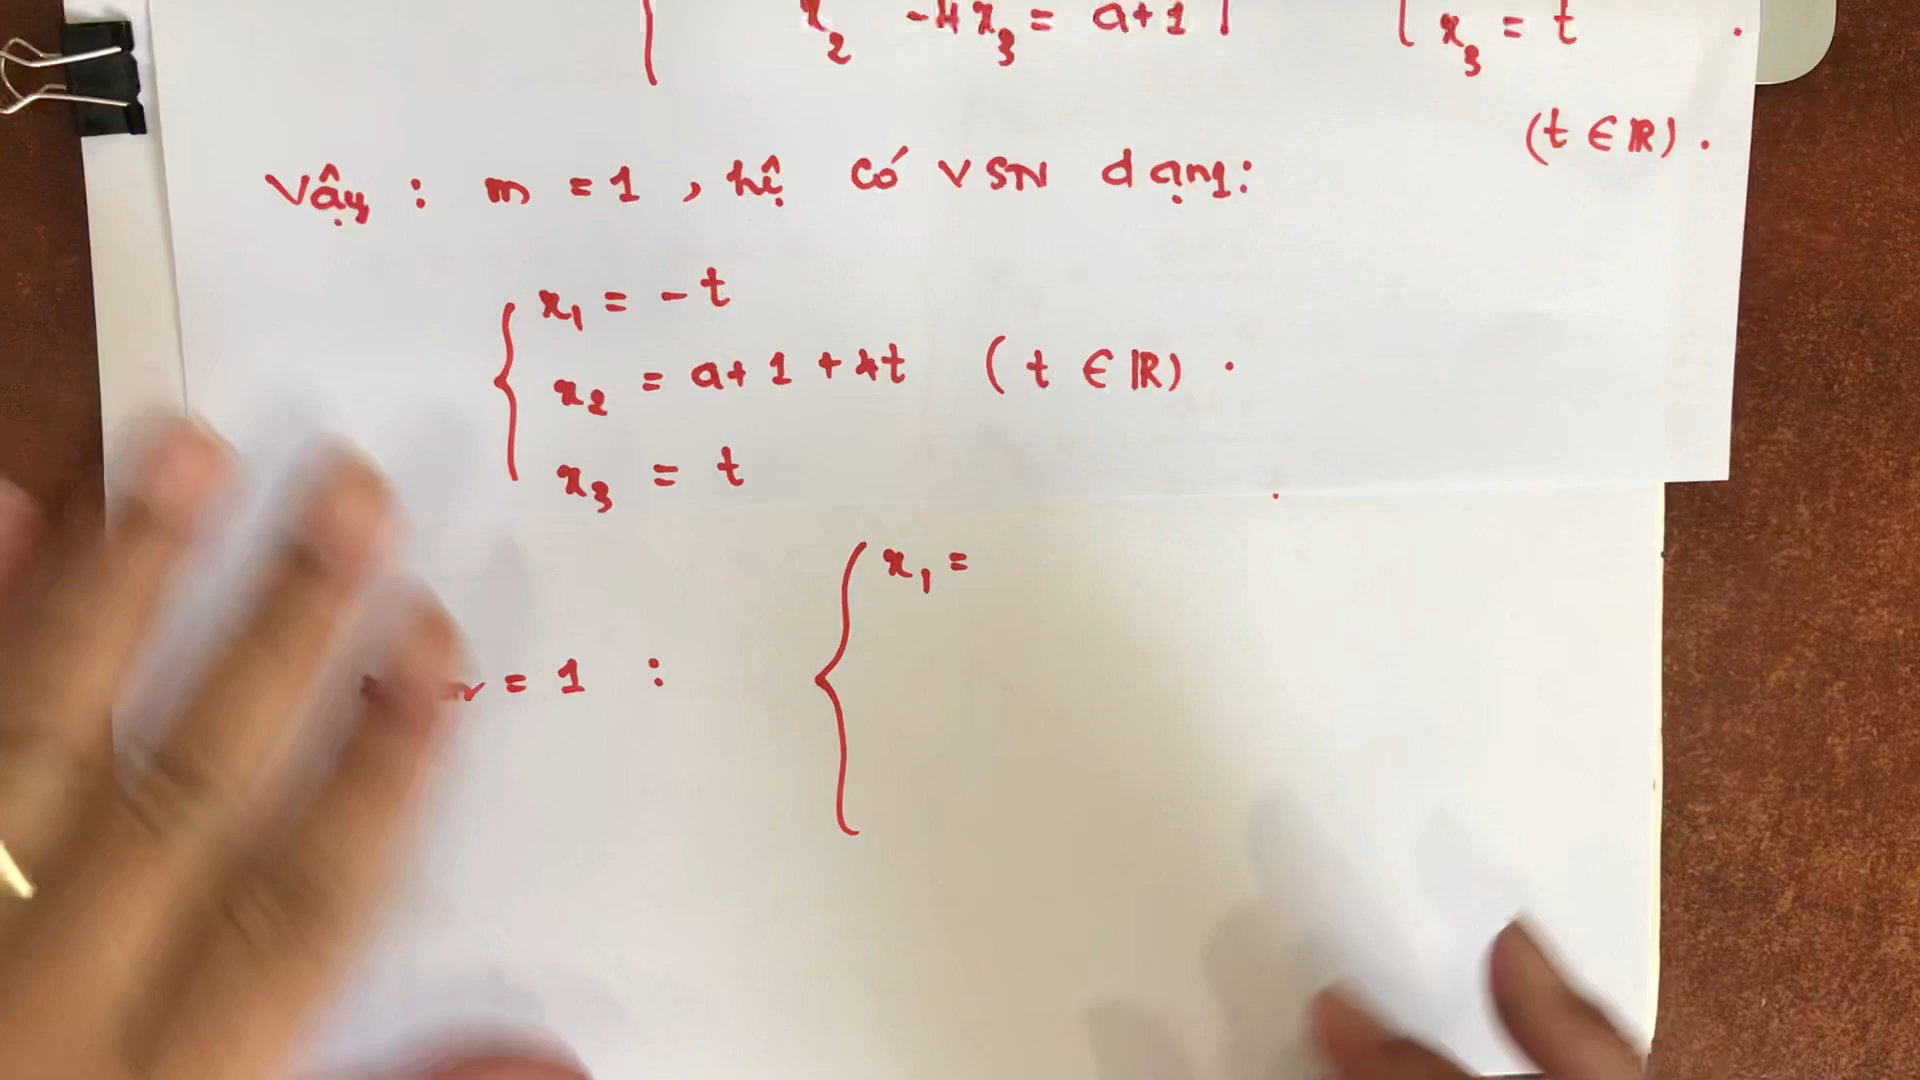 x₂ -4x₃ = a+1
x₃ = t
(t ∈ ℝ).
Vậy : m = 1, hệ có VSN dạng:
x₁ = -t
x₂ = a+1+4t (t ∈ ℝ).
x₃ = t
x₁ =
= 1 :